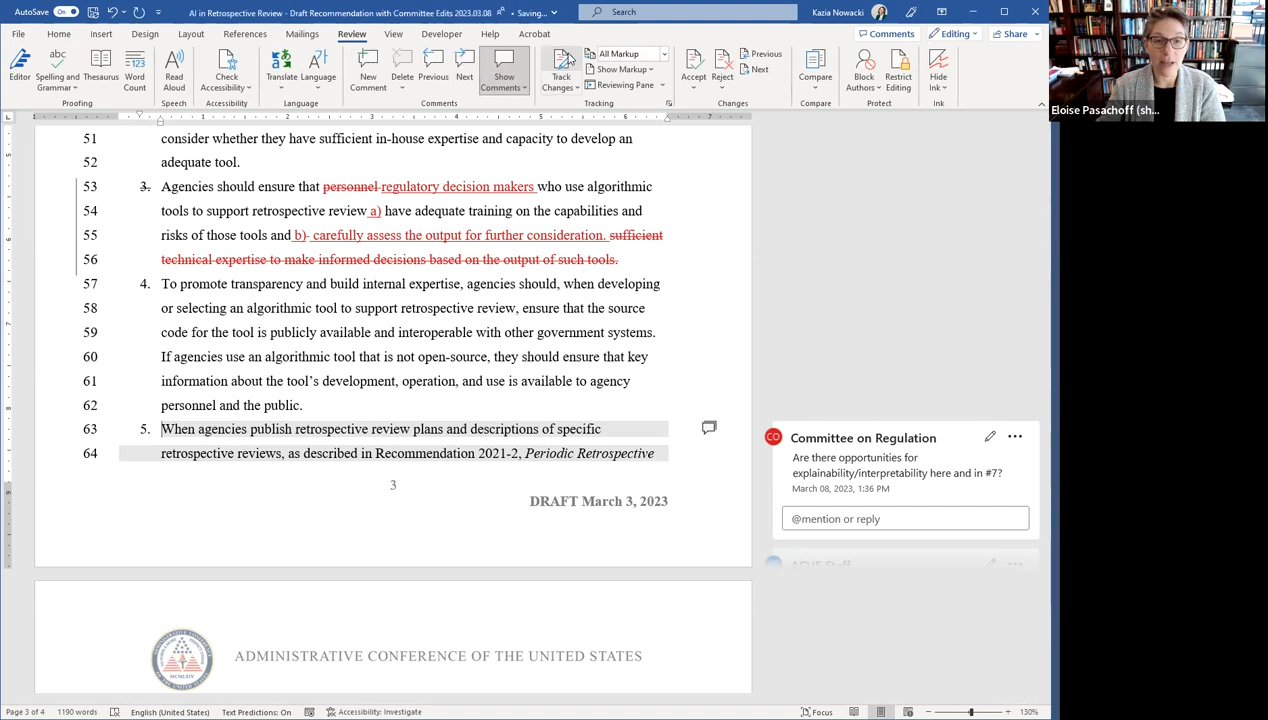 AutoSave On AI in Retrospective Review - Draft Recommendation with Committee Edits 2023.03.08 • Saving... Search Kazia Nowacki
File Home Insert Draw Design Layout References Mailings Review View Developer Help Acrobat Comments Editing Share
Editor Spelling and Grammar Thesaurus Word Count Read Aloud Check Accessibility Translate Language New Comment Delete Previous Next Show Comments Track Changes All Markup Show Markup Reviewing Pane Accept Reject Previous Next Compare Block Authors Restrict Editing Hide Ink
Proofing Speech Accessibility Language Comments Tracking Changes Compare Protect Ink
Eloise Pasachoff (sh...
51 consider whether they have sufficient in-house expertise and capacity to develop an
52 adequate tool.
53 3. Agencies should ensure that personnel regulatory decision makers who use algorithmic
54 tools to support retrospective review a) have adequate training on the capabilities and
55 risks of those tools and b) carefully assess the output for further consideration. sufficient
56 technical expertise to make informed decisions based on the output of such tools.
57 4. To promote transparency and build internal expertise, agencies should, when developing
58 or selecting an algorithmic tool to support retrospective review, ensure that the source
59 code for the tool is publicly available and interoperable with other government systems.
60 If agencies use an algorithmic tool that is not open-source, they should ensure that key
61 information about the tool's development, operation, and use is available to agency
62 personnel and the public.
63 5. When agencies publish retrospective review plans and descriptions of specific
64 retrospective reviews, as described in Recommendation 2021-2, Periodic Retrospective
3
DRAFT March 3, 2023
CO Committee on Regulation
Are there opportunities for
explainability/interpretability here and in #7?
March 08, 2023, 1:36 PM
@mention or reply
ACUS Staff
ADMINISTRATIVE CONFERENCE OF THE UNITED STATES
Page 3 of 4 1190 words English (United States) Text Predictions: On Accessibility: Investigate Focus 130%